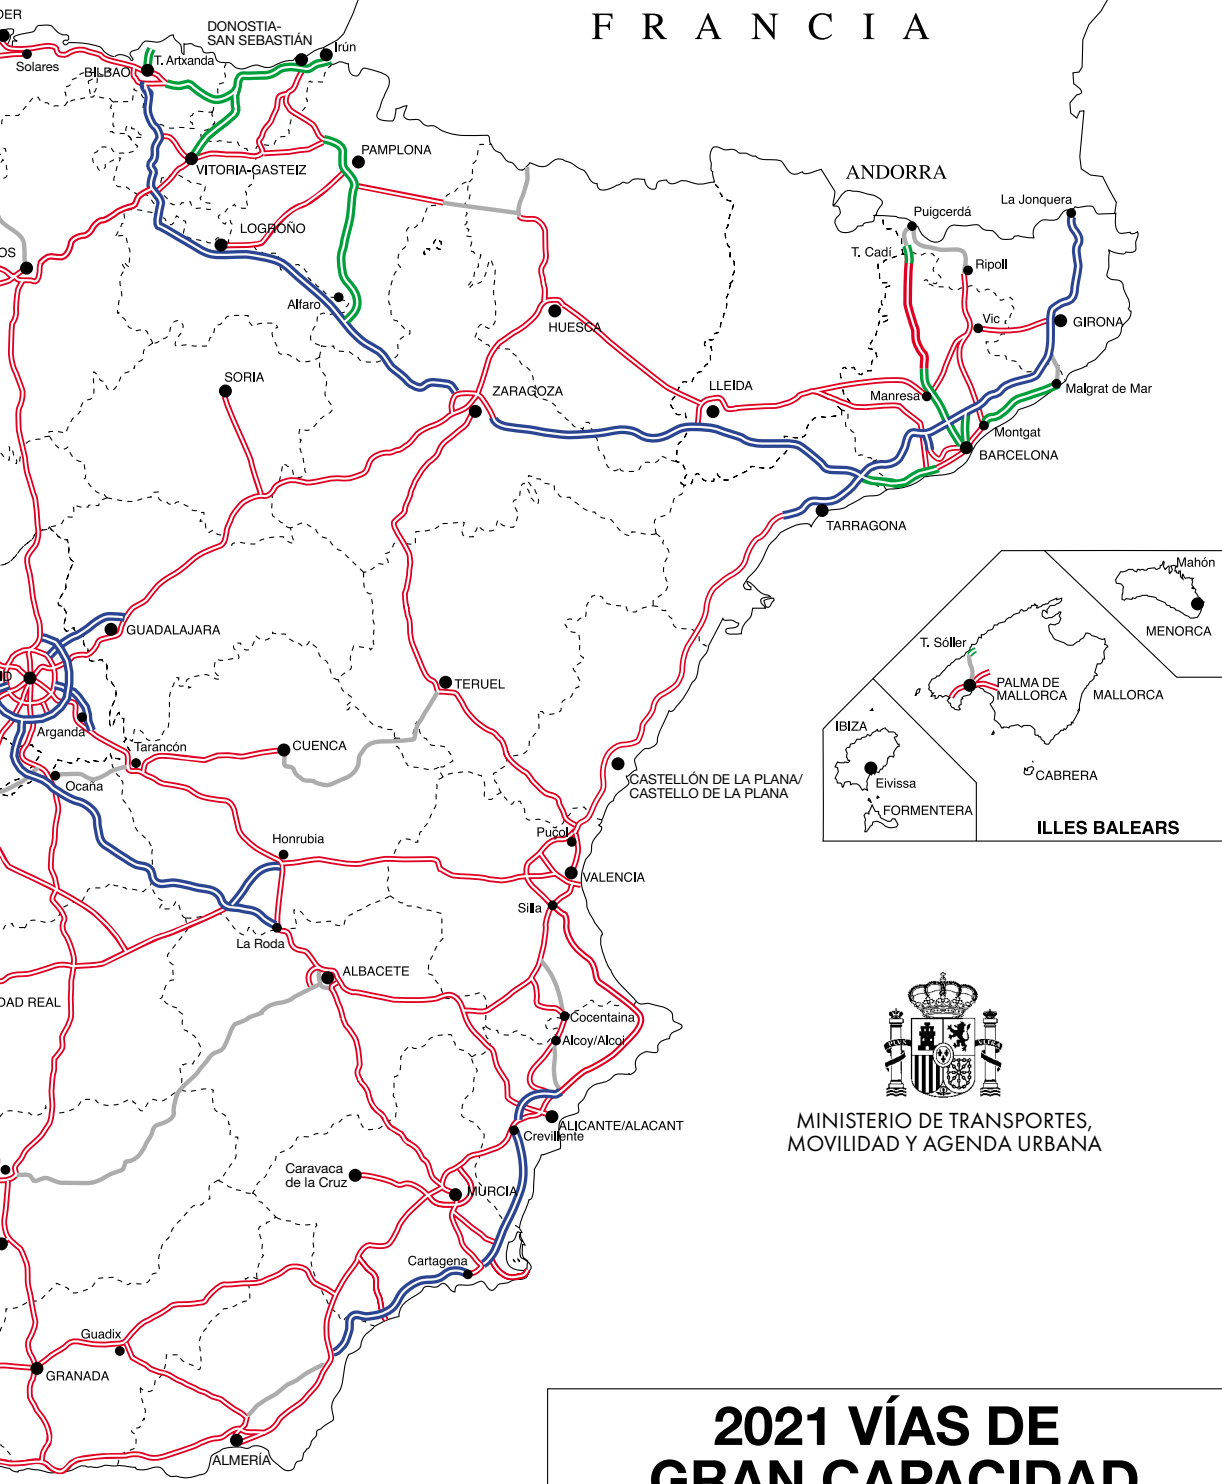 DER
Solares
DONOSTIA-
SAN SEBASTIÁN
Irún
T. Artxanda
BILBAO
FRANCIA
PAMPLONA
VITORIA-GASTEIZ
ANDORRA
La Jonquera
Puigcerdá
LOGROÑO
T. Cadí
Ripoll
OS
Alfaro
HUESCA
Vic
GIRONA
SORIA
ZARAGOZA
LLEIDA
Manresa
Malgrat de Mar
Montgat
BARCELONA
TARRAGONA
Mahón
MENORCA
GUADALAJARA
T. Sóller
ID
TERUEL
PALMA DE
MALLORCA
MALLORCA
Arganda
Tarancón
CUENCA
IBIZA
Ocaña
CASTELLÓN DE LA PLANA/
CASTELLO DE LA PLANA
CABRERA
Eivissa
FORMENTERA
ILLES BALEARS
Honrubia
Puçol
VALENCIA
Silla
La Roda
ALBACETE
DAD REAL
Cocentaina
Alcoy/Alcoi
ALICANTE/ALACANT
Crevillente
MINISTERIO DE TRANSPORTES,
MOVILIDAD Y AGENDA URBANA
Caravaca
de la Cruz
MURCIA
Cartagena
Guadix
GRANADA
ALMERÍA
2021 VÍAS DE
GRAN CAPACIDAD